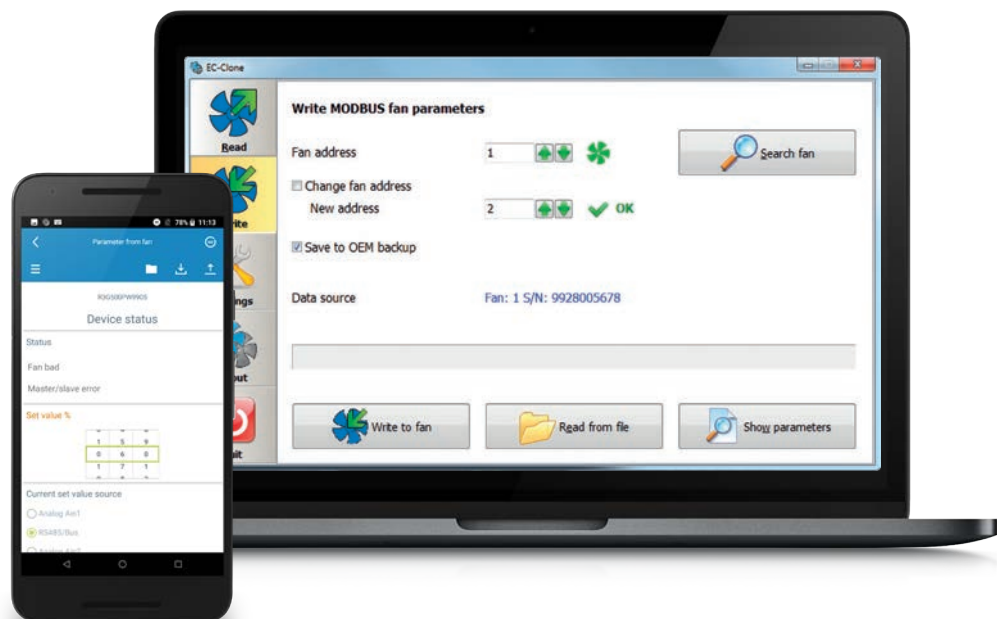 EC-Clone
Read
Write MODBUS fan parameters
Fan address
1
Search fan
Change fan address
New address
2
OK
Save to OEM backup
Data source
Fan: 1 S/N: 9928005678
Write to fan
Read from file
Show parameters
78% 11:13
Parameter from fan
Device status
Status
Fan bad
Master/slave error
Set value %
1 5 9
0 6 0
1 7 1
Current set value source
Analog Ain1
RS485/Bus